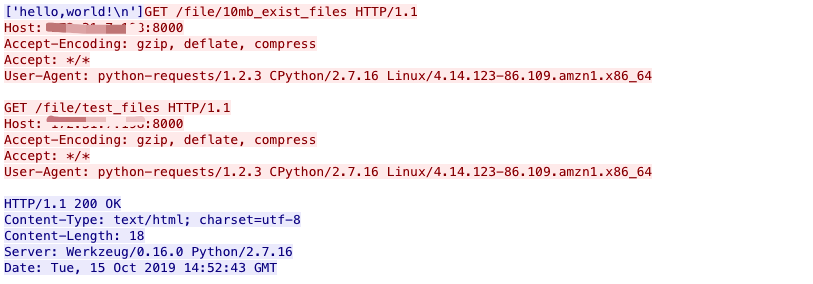 ['hello,world!\n']GET /file/10mb_exist_files HTTP/1.1
Host: :8000
Accept-Encoding: gzip, deflate, compress
Accept: */*
User-Agent: python-requests/1.2.3 CPython/2.7.16 Linux/4.14.123-86.109.amzn1.x86_64
GET /file/test_files HTTP/1.1
Host: :8000
Accept-Encoding: gzip, deflate, compress
Accept: */*
User-Agent: python-requests/1.2.3 CPython/2.7.16 Linux/4.14.123-86.109.amzn1.x86_64
HTTP/1.1 200 OK
Content-Type: text/html; charset=utf-8
Content-Length: 18
Server: Werkzeug/0.16.0 Python/2.7.16
Date: Tue, 15 Oct 2019 14:52:43 GMT